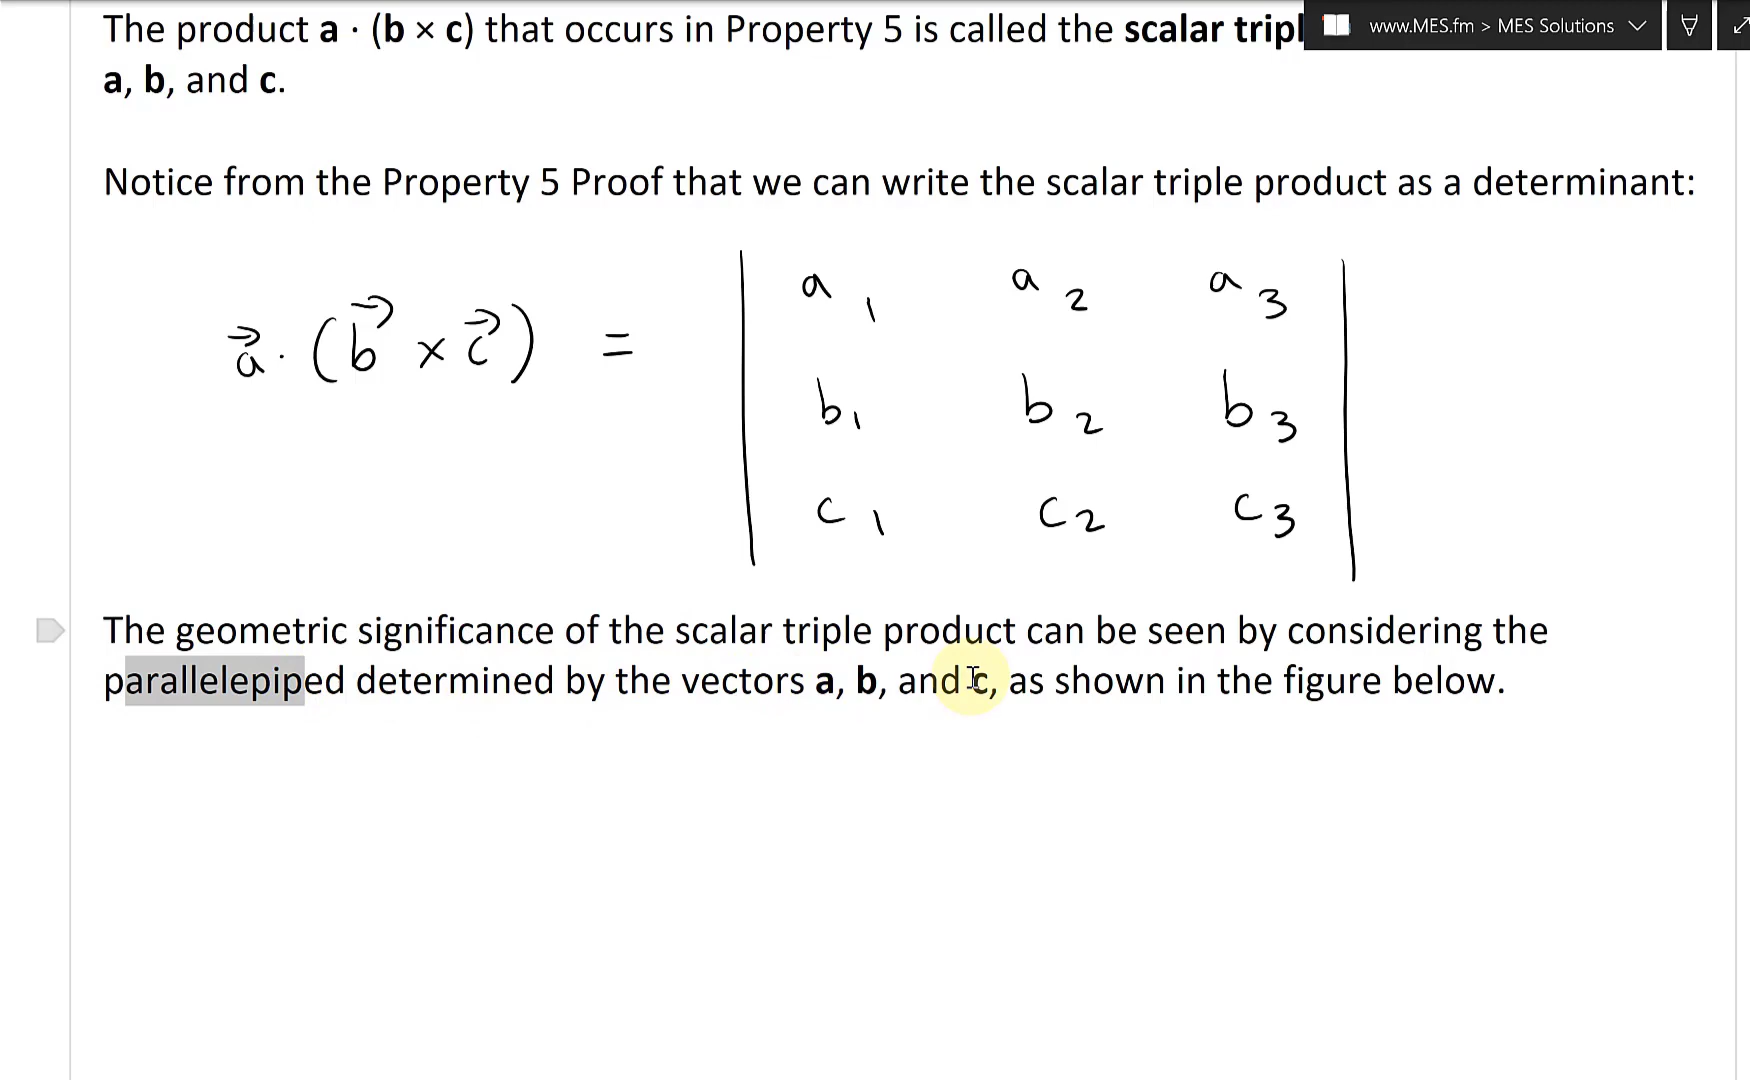 The product a · (b × c) that occurs in Property 5 is called the scalar
www.MES.fm > MES Solutions
a, b, and c.
Notice from the Property 5 Proof that we can write the scalar triple product as a determinant:
a⃗ · (b⃗ × c⃗) =
a₁ a₂ a₃
b₁ b₂ b₃
c₁ c₂ c₃
The geometric significance of the scalar triple product can be seen by considering the
parallelepiped determined by the vectors a, b, and c, as shown in the figure below.